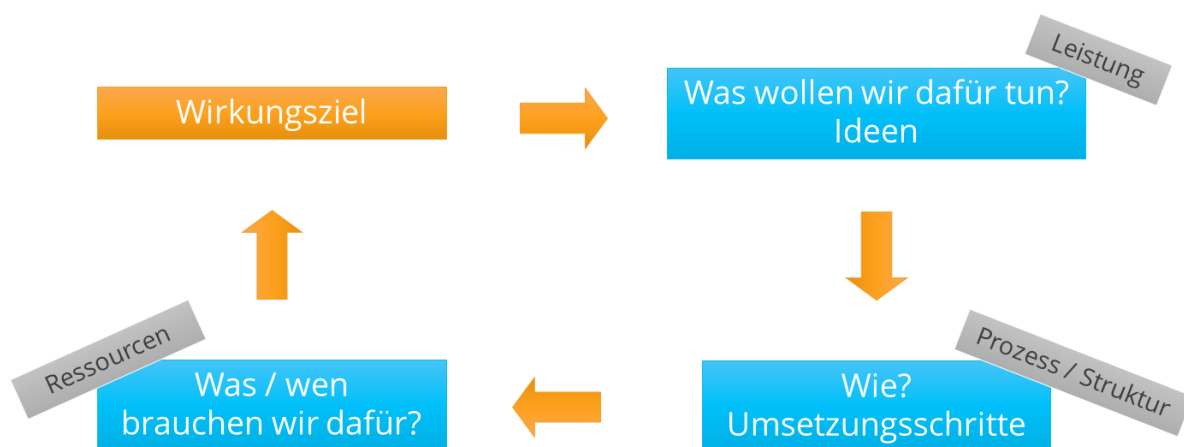 Leistung
Wirkungsziel
Was wollen wir dafür tun?
Ideen
Ressourcen
Was / wen
brauchen wir dafür?
Prozess / Struktur
Wie?
Umsetzungsschritte